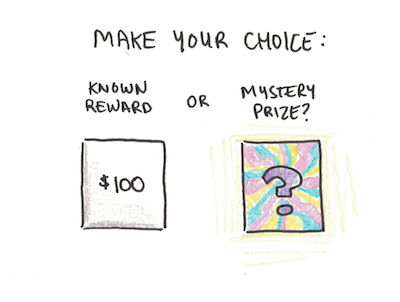 MAKE YOUR CHOICE:
KNOWN
REWARD
OR
MYSTERY
PRIZE?
$100
?